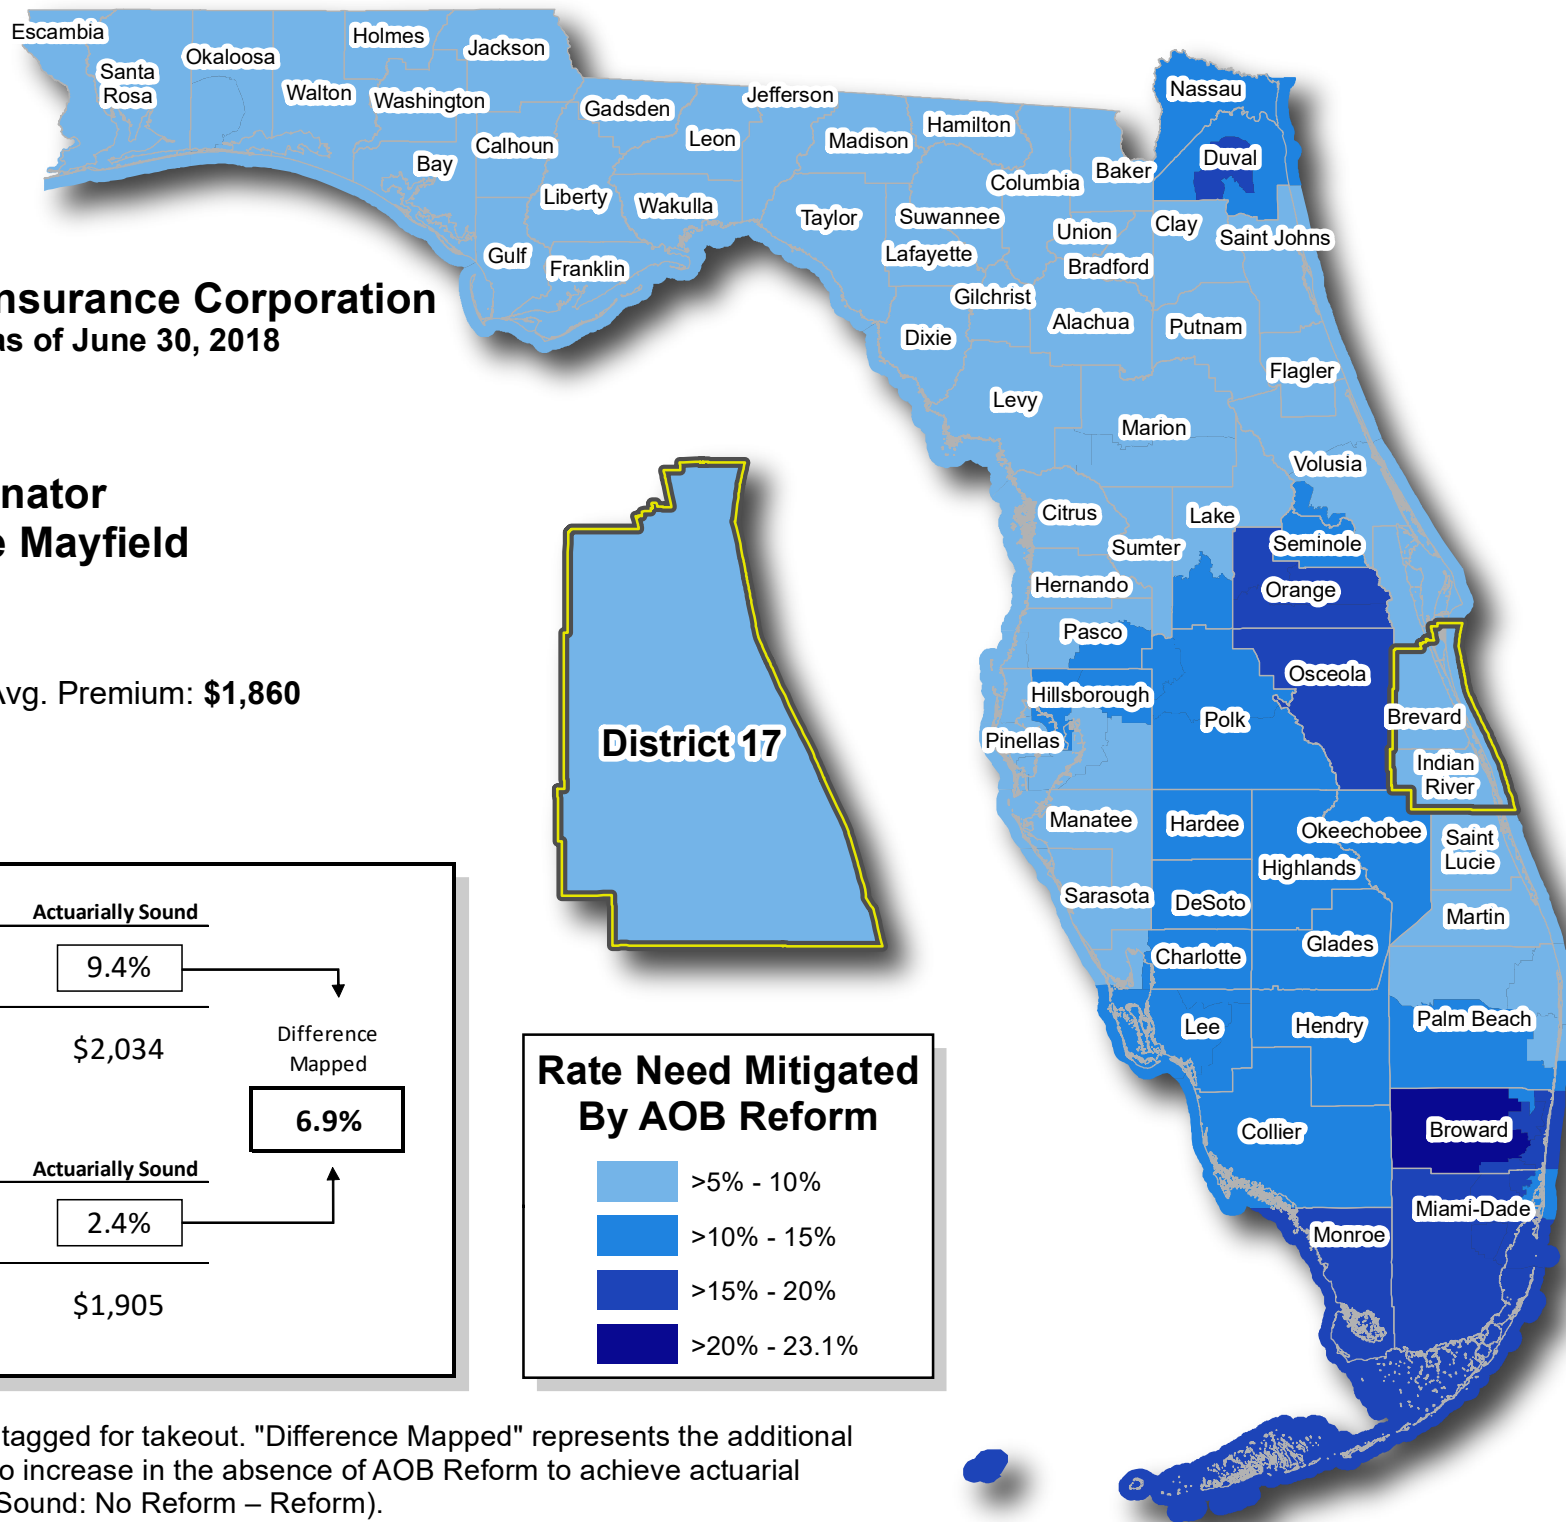 Escambia
Santa
Rosa
Okaloosa
Walton
Holmes
Washington
Jackson
Bay
Calhoun
Gulf
Liberty
Franklin
Gadsden
Leon
Wakulla
Jefferson
Madison
Taylor
Hamilton
Suwannee
Lafayette
Columbia
Baker
Nassau
Duval
Union
Clay
Saint Johns
Bradford
Gilchrist
Dixie
Alachua
Putnam
Flagler
Levy
Marion
Volusia
Citrus
Lake
Sumter
Seminole
Hernando
Orange
Pasco
Osceola
Hillsborough
Polk
Pinellas
Brevard
Indian
River
Manatee
Hardee
Okeechobee
Saint
Lucie
Highlands
Sarasota
DeSoto
Martin
Charlotte
Glades
Lee
Hendry
Palm Beach
Collier
Broward
Miami-Dade
Monroe
nsurance Corporation
as of June 30, 2018
nator
e Mayfield
Avg. Premium: $1,860
District 17
Actuarially Sound
9.4%
$2,034
Difference
Mapped
6.9%
Actuarially Sound
2.4%
$1,905
Rate Need Mitigated
By AOB Reform
>5% - 10%
>10% - 15%
>15% - 20%
>20% - 23.1%
tagged for takeout. "Difference Mapped" represents the additional
o increase in the absence of AOB Reform to achieve actuarial
Sound: No Reform – Reform).